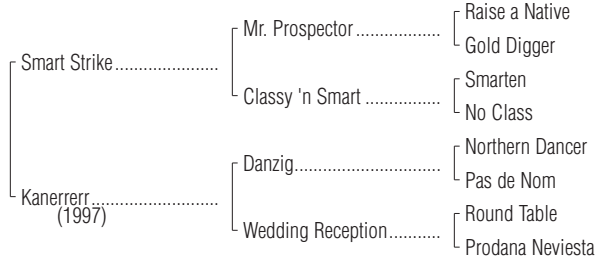 Raise a Native
Mr. Prospector..................
Gold Digger
Smart Strike......................
Smarten
Classy 'n Smart ................
No Class
Northern Dancer
Danzig...............................
Pas de Nom
Kanerrerr...........................
(1997)
Round Table
Wedding Reception...........
Prodana Neviesta